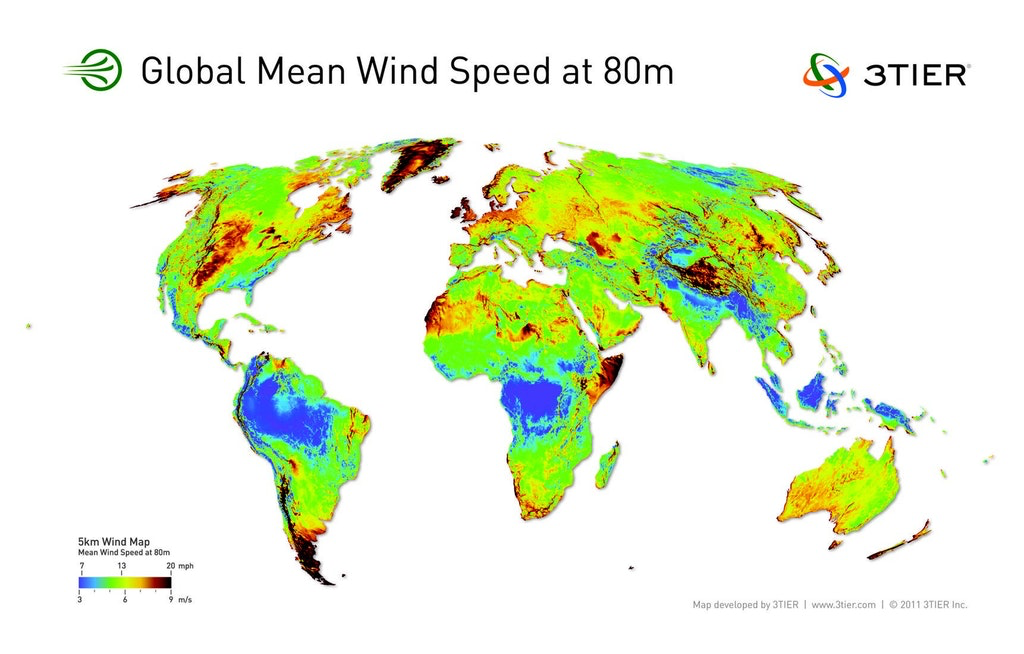 Global Mean Wind Speed at 80m
3TIER®
5km Wind Map
Mean Wind Speed at 80m
7 13 20 mph
3 6 9 m/s
Map developed by 3TIER | www.3tier.com | © 2011 3TIER Inc.